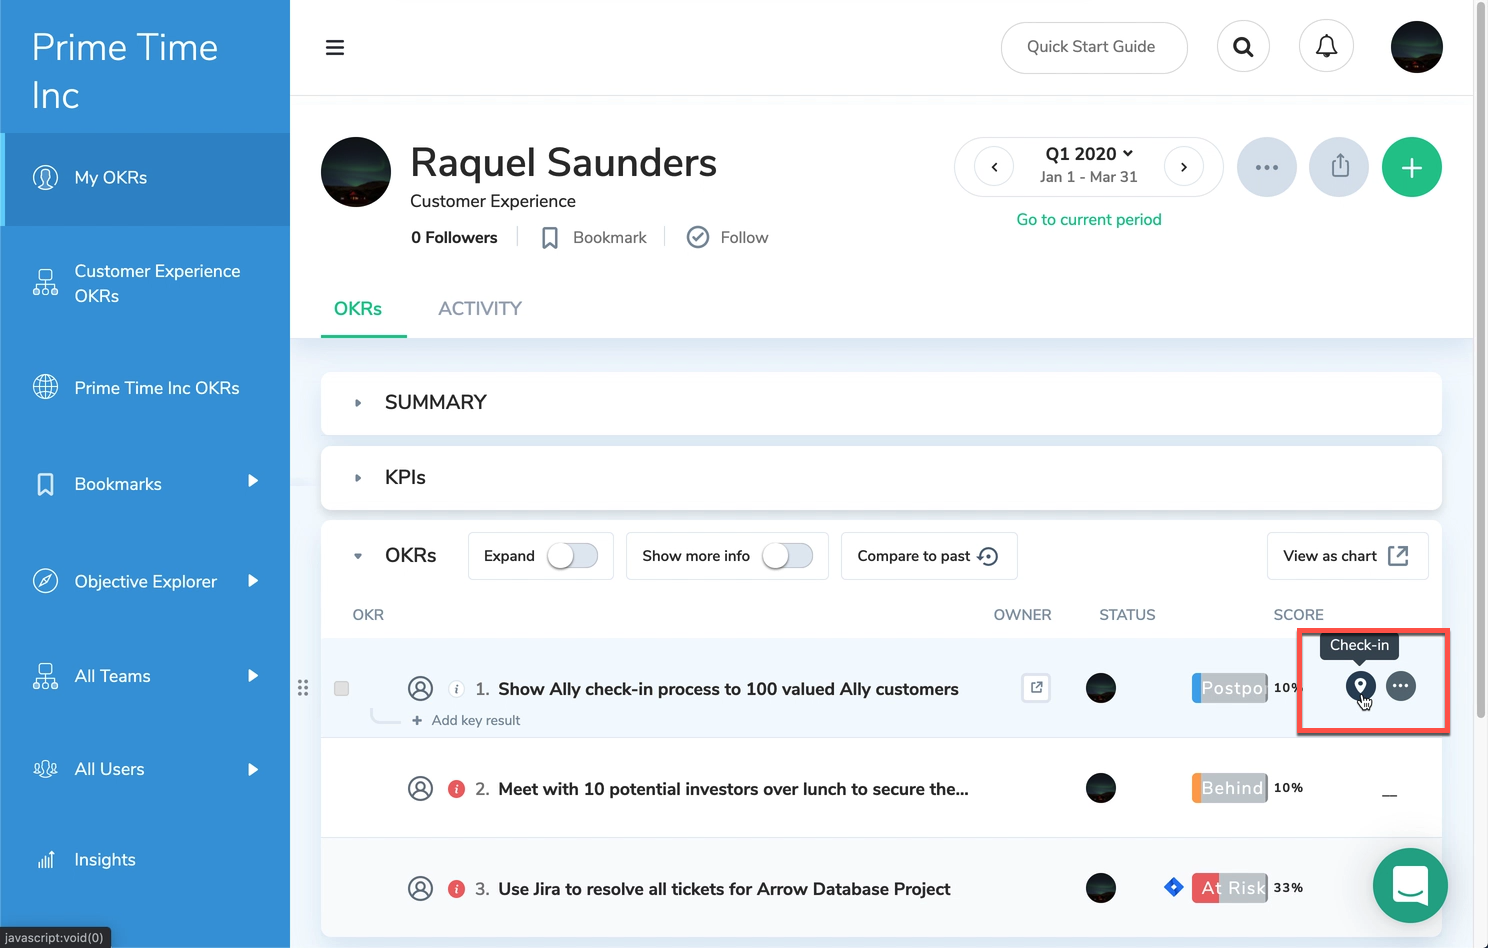 Prime Time
Inc
Quick Start Guide
My OKRs
Customer Experience
OKRs
Prime Time Inc OKRs
Bookmarks
Objective Explorer
All Teams
All Users
Insights
javascript:void(0)
Raquel Saunders
Customer Experience
0 Followers
Bookmark
Follow
Q1 2020
Jan 1 - Mar 31
Go to current period
OKRs
ACTIVITY
SUMMARY
KPIs
OKRs
Expand
Show more info
Compare to past
View as chart
OKR
OWNER
STATUS
SCORE
Check-in
i 1. Show Ally check-in process to 100 valued Ally customers
Postpo
10%
+ Add key result
i 2. Meet with 10 potential investors over lunch to secure the...
Behind
10%
i 3. Use Jira to resolve all tickets for Arrow Database Project
At Risk
33%